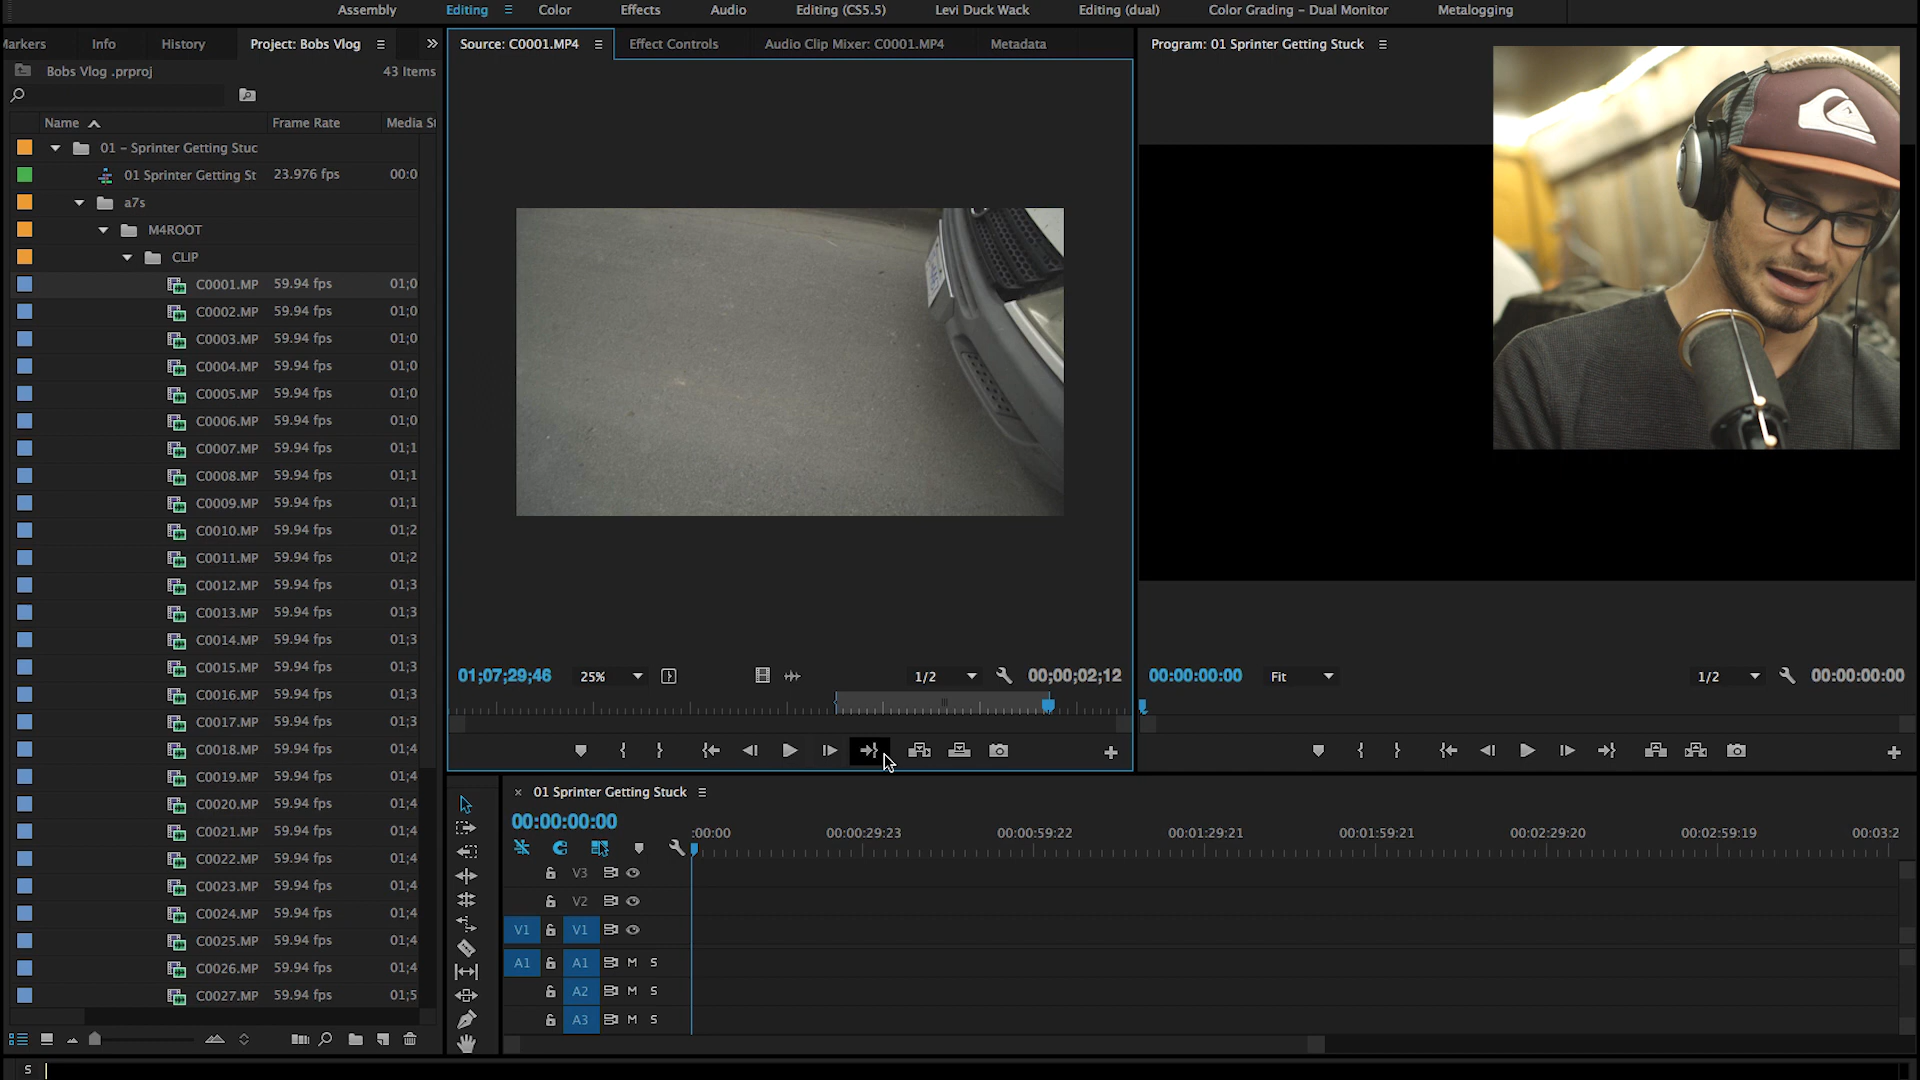 Assembly Editing Color Effects Audio Editing (CS5.5) Levi Duck Wack Editing (dual) Color Grading - Dual Monitor Metalogging
Markers Info History Project: Bobs Vlog
Bobs Vlog .prproj 43 Items
Name Frame Rate Media St
01 – Sprinter Getting Stuc
01 Sprinter Getting St 23.976 fps 00:0
a7s
M4ROOT
CLIP
C0001.MP 59.94 fps 01;0
C0002.MP 59.94 fps 01;0
C0003.MP 59.94 fps 01;0
C0004.MP 59.94 fps 01;0
C0005.MP 59.94 fps 01;0
C0006.MP 59.94 fps 01;0
C0007.MP 59.94 fps 01;1
C0008.MP 59.94 fps 01;1
C0009.MP 59.94 fps 01;1
C0010.MP 59.94 fps 01;2
C0011.MP 59.94 fps 01;2
C0012.MP 59.94 fps 01;3
C0013.MP 59.94 fps 01;3
C0014.MP 59.94 fps 01;3
C0015.MP 59.94 fps 01;3
C0016.MP 59.94 fps 01;3
C0017.MP 59.94 fps 01;3
C0018.MP 59.94 fps 01;4
C0019.MP 59.94 fps 01;4
C0020.MP 59.94 fps 01;4
C0021.MP 59.94 fps 01;4
C0022.MP 59.94 fps 01;4
C0023.MP 59.94 fps 01;4
C0024.MP 59.94 fps 01;4
C0025.MP 59.94 fps 01;4
C0026.MP 59.94 fps 01;4
C0027.MP 59.94 fps 01;5
S
Source: C0001.MP4 Effect Controls Audio Clip Mixer: C0001.MP4 Metadata
01;07;29;46 25% 1/2 00;00;02;12
Program: 01 Sprinter Getting Stuck
00:00:00:00 Fit 1/2 00:00:00:00
× 01 Sprinter Getting Stuck
00:00:00:00
:00:00 00:00:29:23 00:00:59:22 00:01:29:21 00:01:59:21 00:02:29:20 00:02:59:19 00:03:2
V3
V2
V1 V1
A1 A1 M S
A2 M S
A3 M S